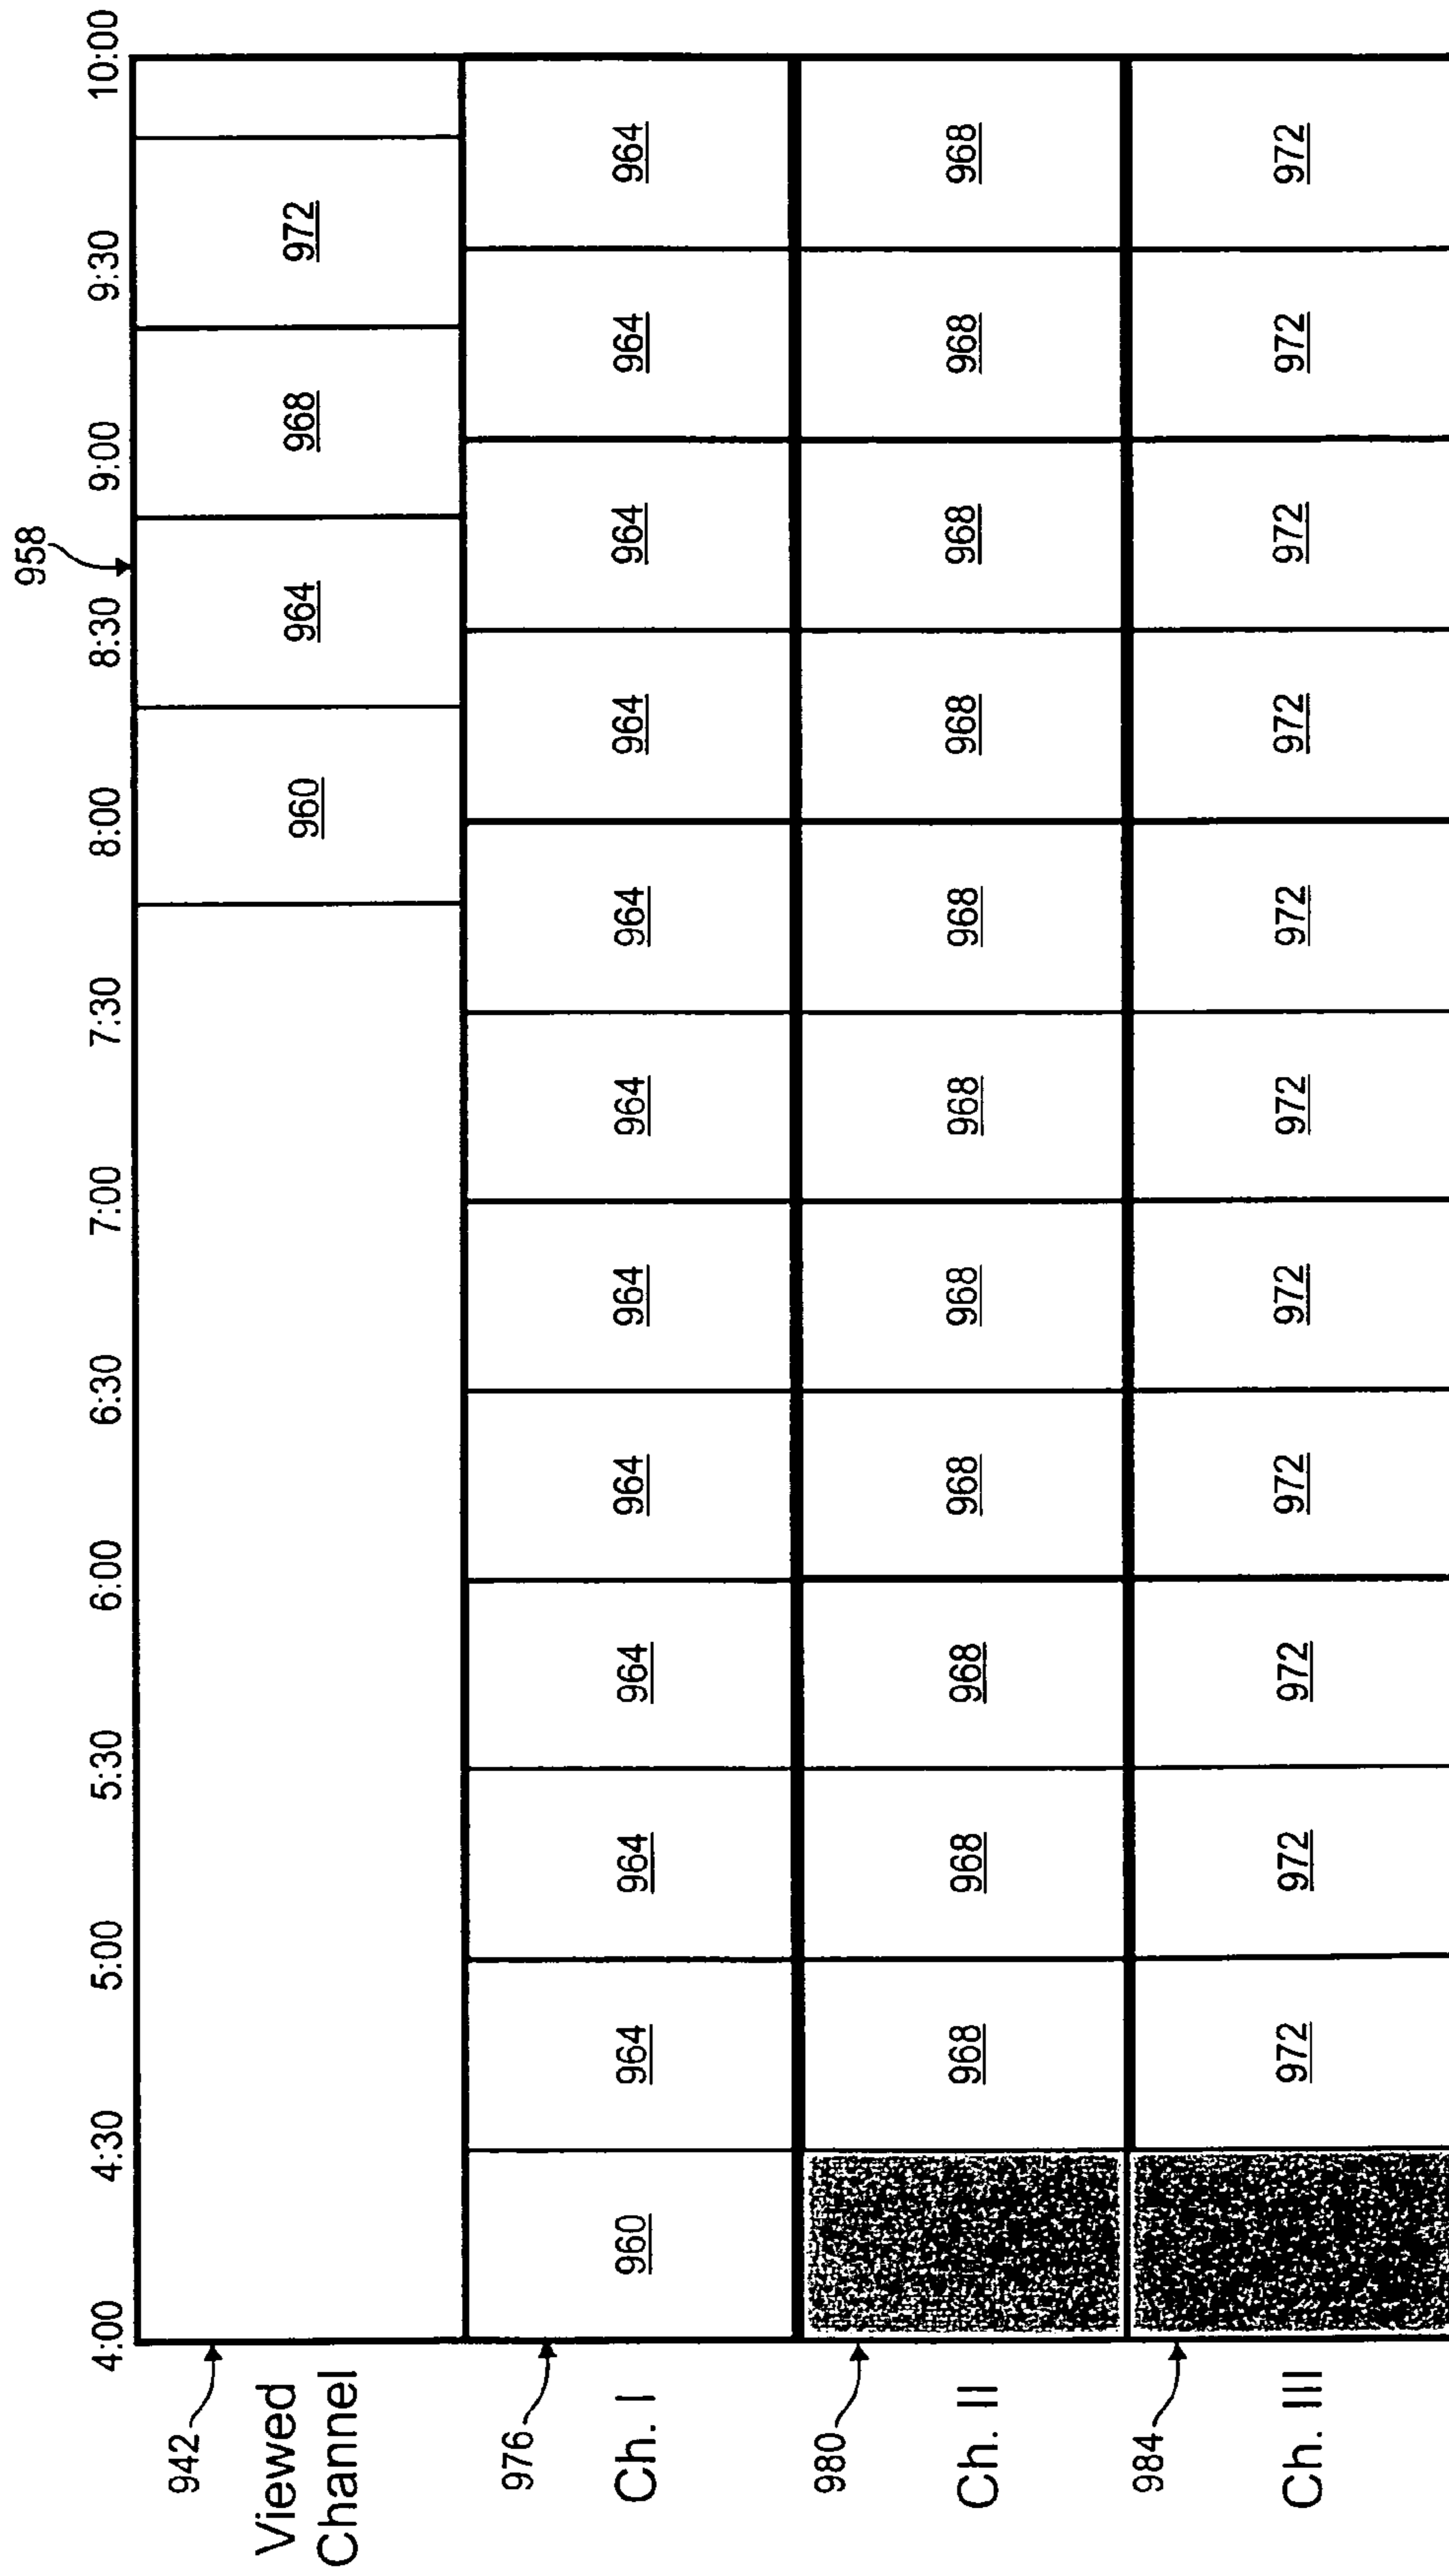 958
4:00 4:30 5:00 5:30 6:00 6:30 7:00 7:30 8:00 8:30 9:00 9:30 10:00
942
Viewed
Channel
960 964 968 972
976
Ch. I
960 964 964 964 964 964 964 964 964 964 964 964
980
Ch. II
968 968 968 968 968 968 968 968 968 968 968
984
Ch. III
972 972 972 972 972 972 972 972 972 972 972